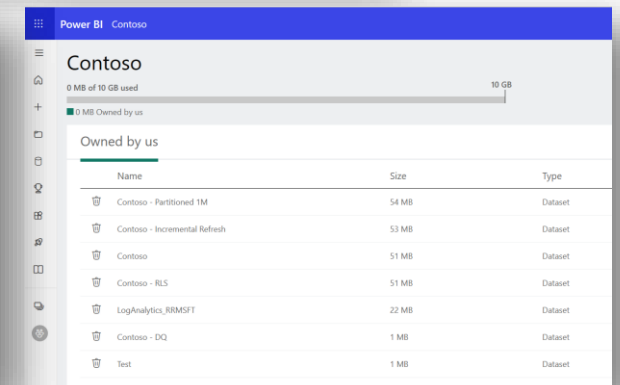 Power BI Contoso
Contoso
0 MB of 10 GB used
10 GB
0 MB Owned by us
Owned by us
Name Size Type
Contoso - Partitioned 1M 54 MB Dataset
Contoso - Incremental Refresh 53 MB Dataset
Contoso 51 MB Dataset
Contoso - RLS 51 MB Dataset
LogAnalytics_RRMSFT 22 MB Dataset
Contoso - DQ 1 MB Dataset
Test 1 MB Dataset